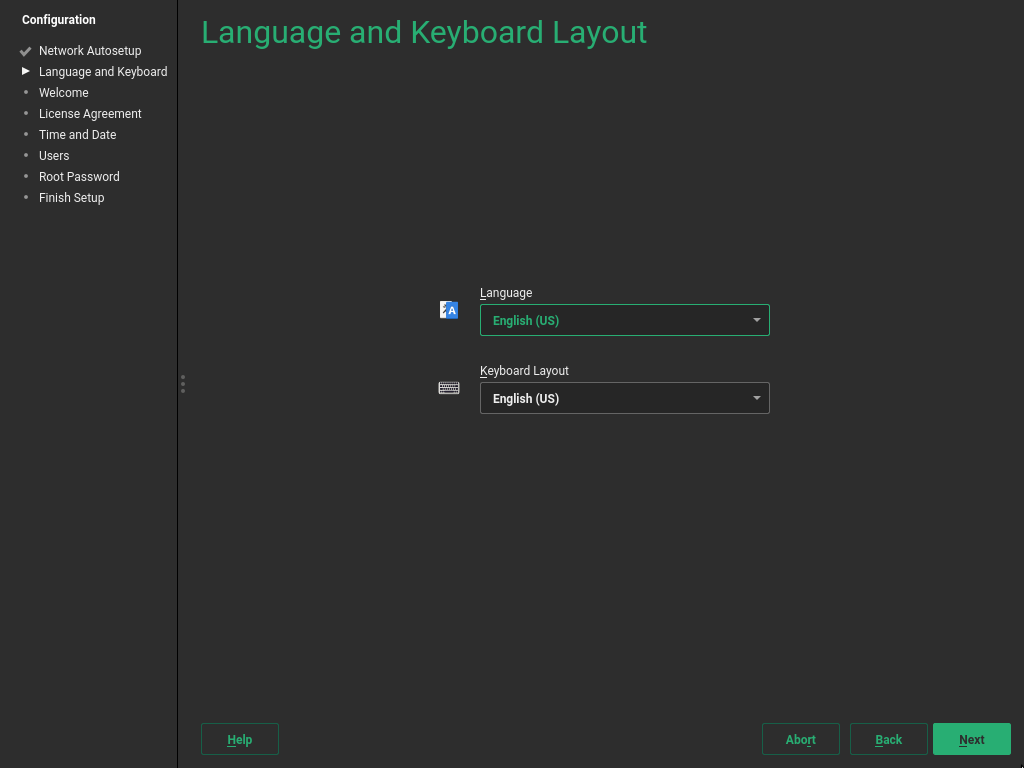 Configuration
Network Autosetup
Language and Keyboard
Welcome
License Agreement
Time and Date
Users
Root Password
Finish Setup
Language and Keyboard Layout
Language
English (US)
Keyboard Layout
English (US)
Help
Abort
Back
Next